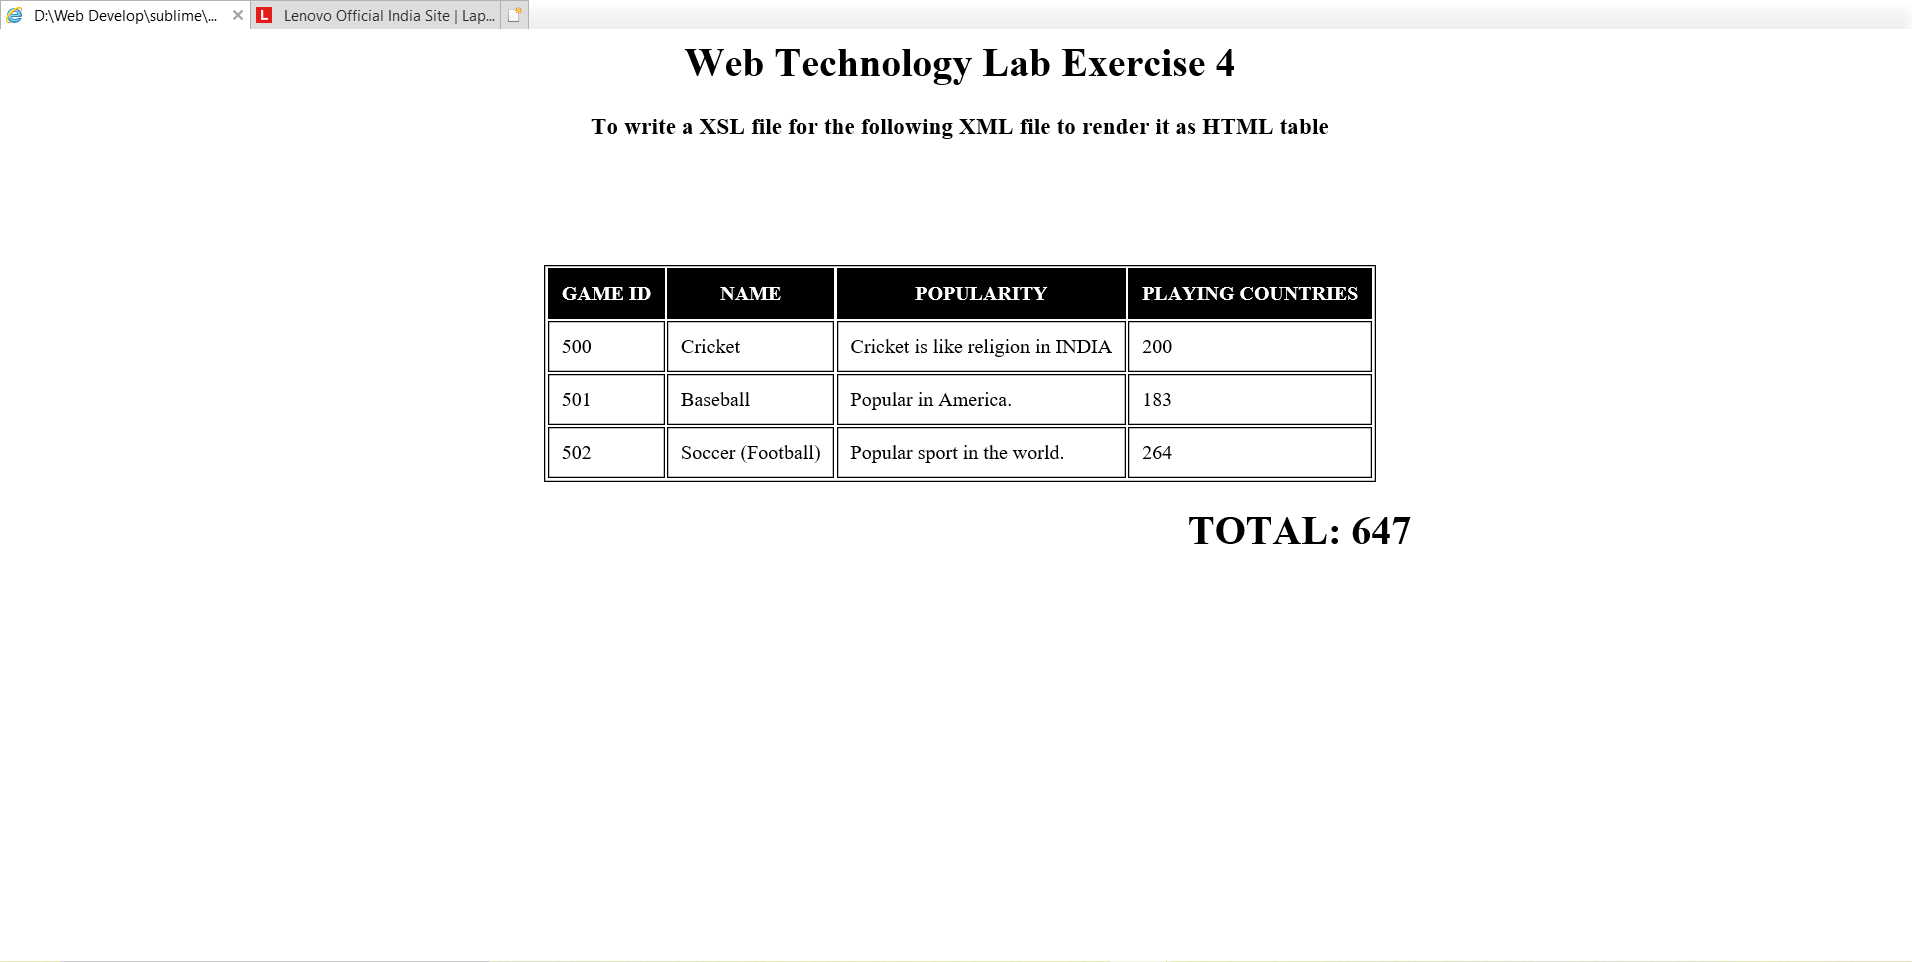 D:\Web Develop\sublime\...
Lenovo Official India Site | Lap...
Web Technology Lab Exercise 4
To write a XSL file for the following XML file to render it as HTML table
GAME ID NAME POPULARITY PLAYING COUNTRIES
500 Cricket Cricket is like religion in INDIA 200
501 Baseball Popular in America. 183
502 Soccer (Football) Popular sport in the world. 264
TOTAL: 647